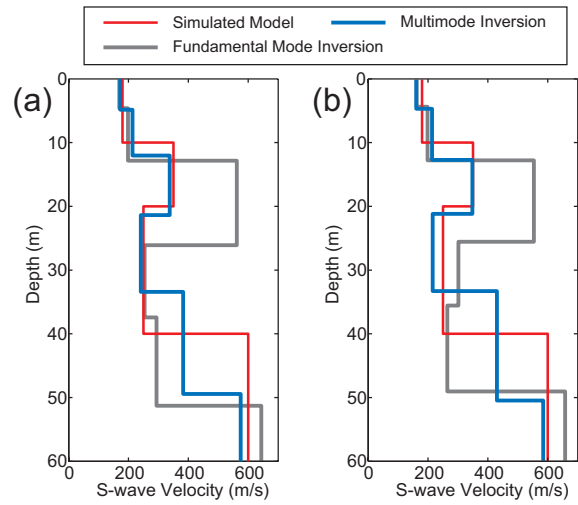 Simulated Model
Multimode Inversion
Fundamental Mode Inversion
(a)
0
10
20
30
40
50
60
Depth (m)
0
200
400
600
S-wave Velocity (m/s)
(b)
0
10
20
30
40
50
60
Depth (m)
0
200
400
600
S-wave Velocity (m/s)